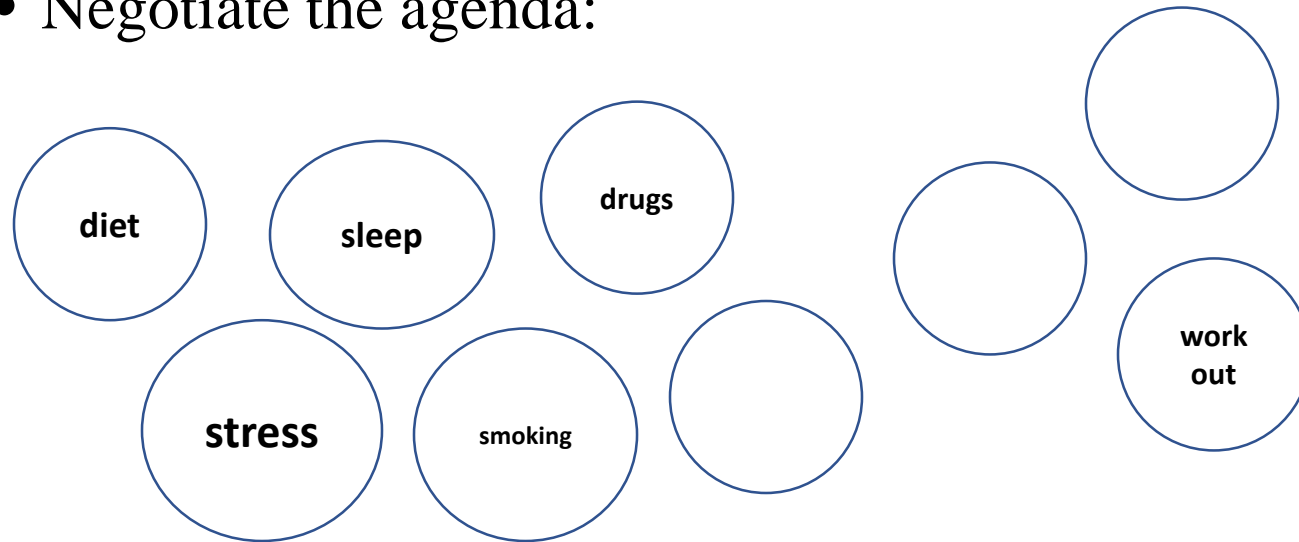 • Negotiate the agenda:
diet
sleep
drugs
stress
smoking
work
out